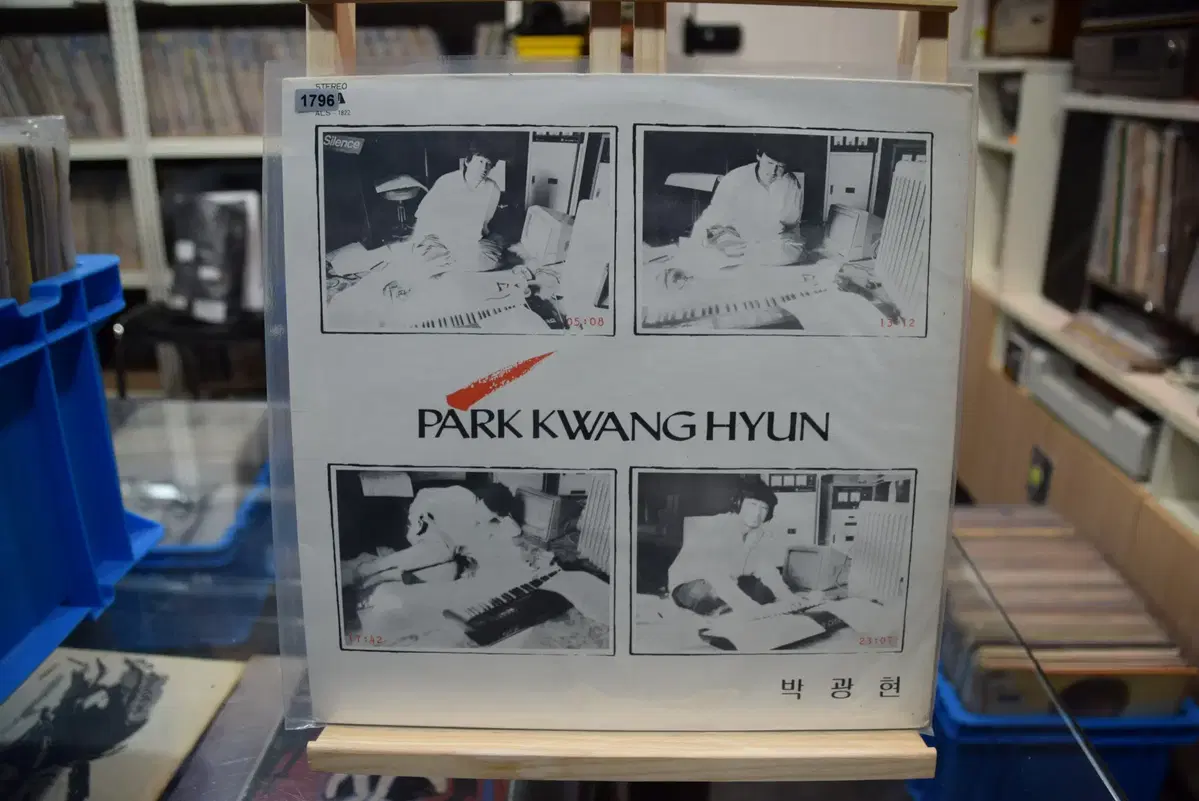 STEREO
1796
Silence
05:08
13:12
PARK KWANG HYUN
17:42
23:07
박 광 현